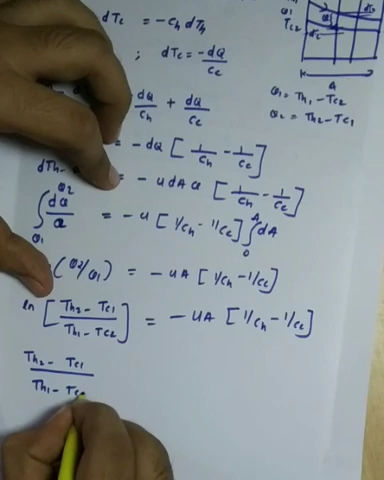 dTc = -Ch dTh
; dTc = -dQ/Cc
dQ/Ch + dQ/Cc
= -dQ [1/Ch - 1/Cc]
dTh- = -u dA θ [1/Ch - 1/Cc]
∫θ1^θ2 dθ/θ = -u [1/Ch - 1/Cc] ∫0^A dA
(θ2/θ1) = -UA [1/Ch - 1/Cc]
ln [Th2 - Tc1 / Th1 - Tc2] = -UA [1/Ch - 1/Cc]
Th2 - Tc1
Th1 - Tc
θ1
Tc2
A
θ1 = Th1 - Tc2
θ2 = Th2 - Tc1